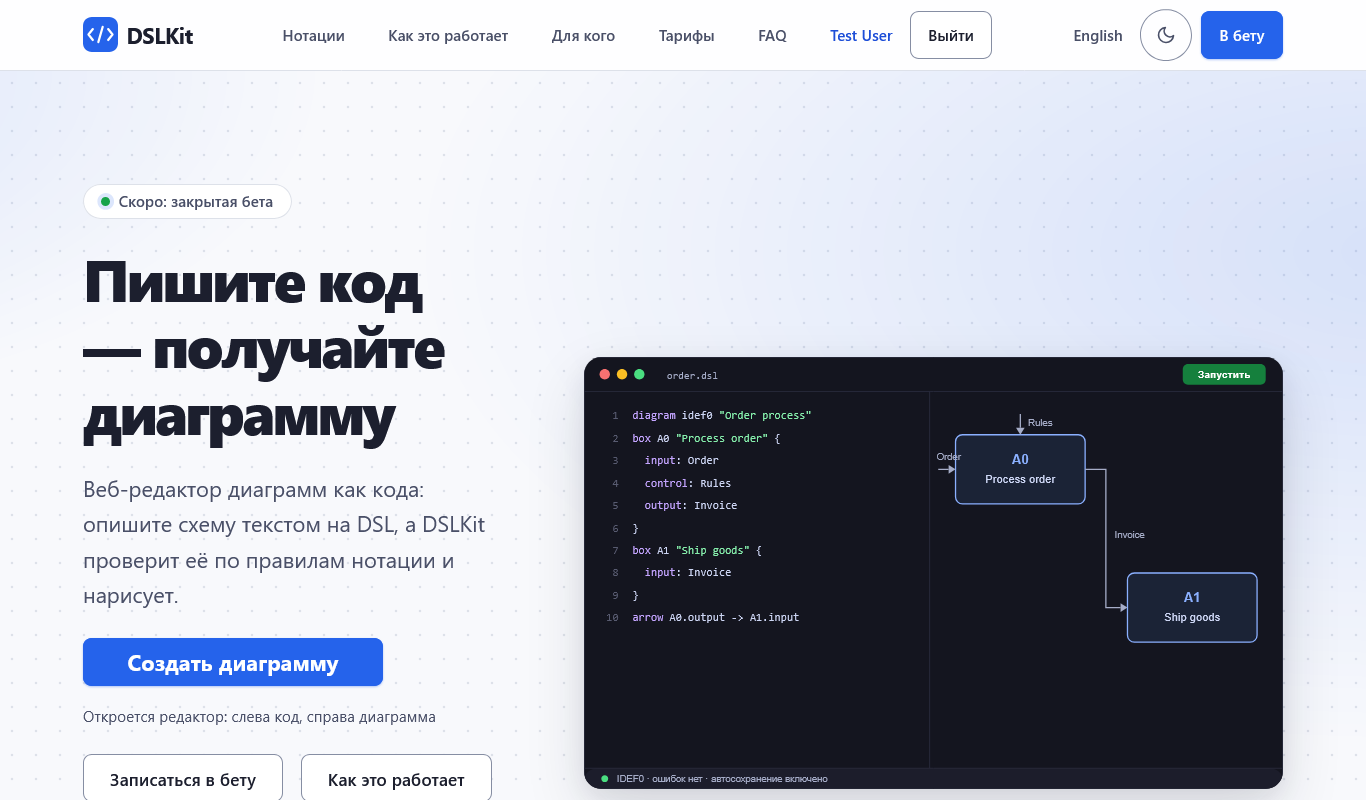 DSLKit
Нотации
Как это работает
Для кого
Тарифы
FAQ
Test User
Выйти
English
В бету
Скоро: закрытая бета
Пишите код
— получайте
диаграмму
Веб-редактор диаграмм как кода:
опишите схему текстом на DSL, а DSLKit
проверит её по правилам нотации и
нарисует.
Создать диаграмму
Откроется редактор: слева код, справа диаграмма
Записаться в бету
Как это работает
order.dsl
Запустить
1 diagram idef0 "Order process"
2 box A0 "Process order" {
3 input: Order
4 control: Rules
5 output: Invoice
6 }
7 box A1 "Ship goods" {
8 input: Invoice
9 }
10 arrow A0.output -> A1.input
Rules
Order
A0
Process order
Invoice
A1
Ship goods
IDEF0 · ошибок нет · автосохранение включено